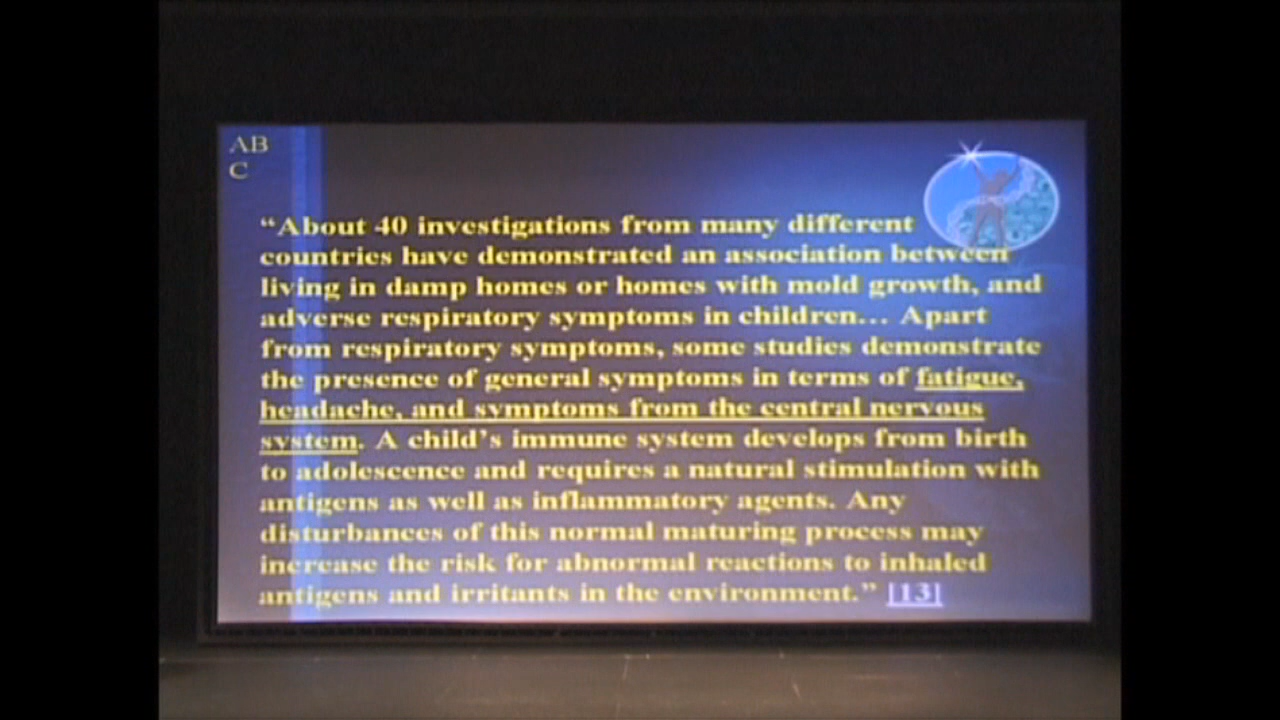 AB
C
“About 40 investigations from many different
countries have demonstrated an association between
living in damp homes or homes with mold growth, and
adverse respiratory symptoms in children... Apart
from respiratory symptoms, some studies demonstrate
the presence of general symptoms in terms of fatigue,
headache, and symptoms from the central nervous
system. A child’s immune system develops from birth
to adolescence and requires a natural stimulation with
antigens as well as inflammatory agents. Any
disturbances of this normal maturing process may
increase the risk for abnormal reactions to inhaled
antigens and irritants in the environment.” [13]